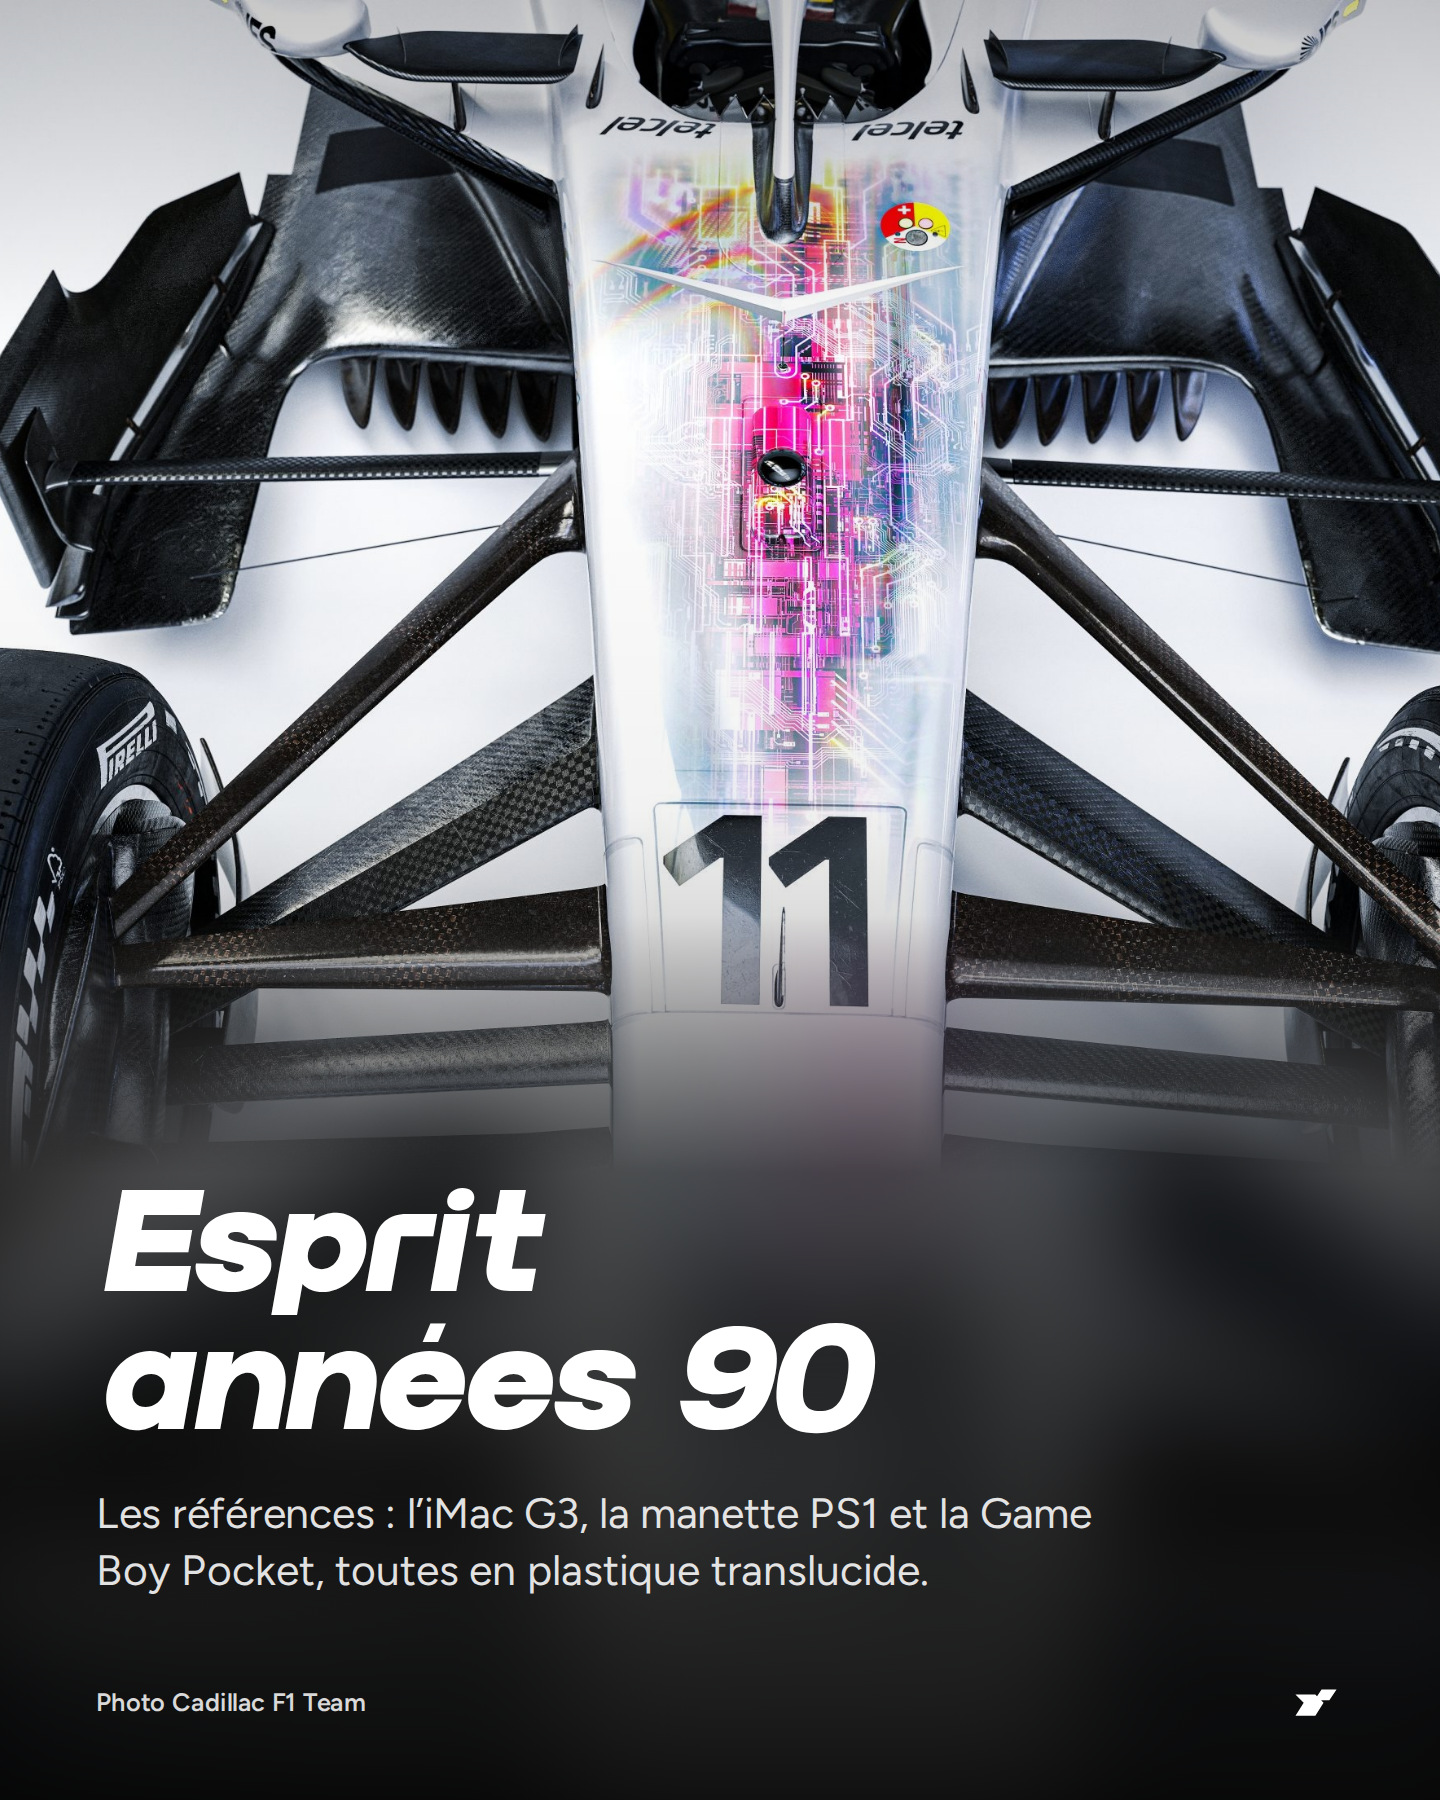 telcel telcel
PIRELLI
11
Esprit
années 90
Les références : l’iMac G3, la manette PS1 et la Game
Boy Pocket, toutes en plastique translucide.
Photo Cadillac F1 Team